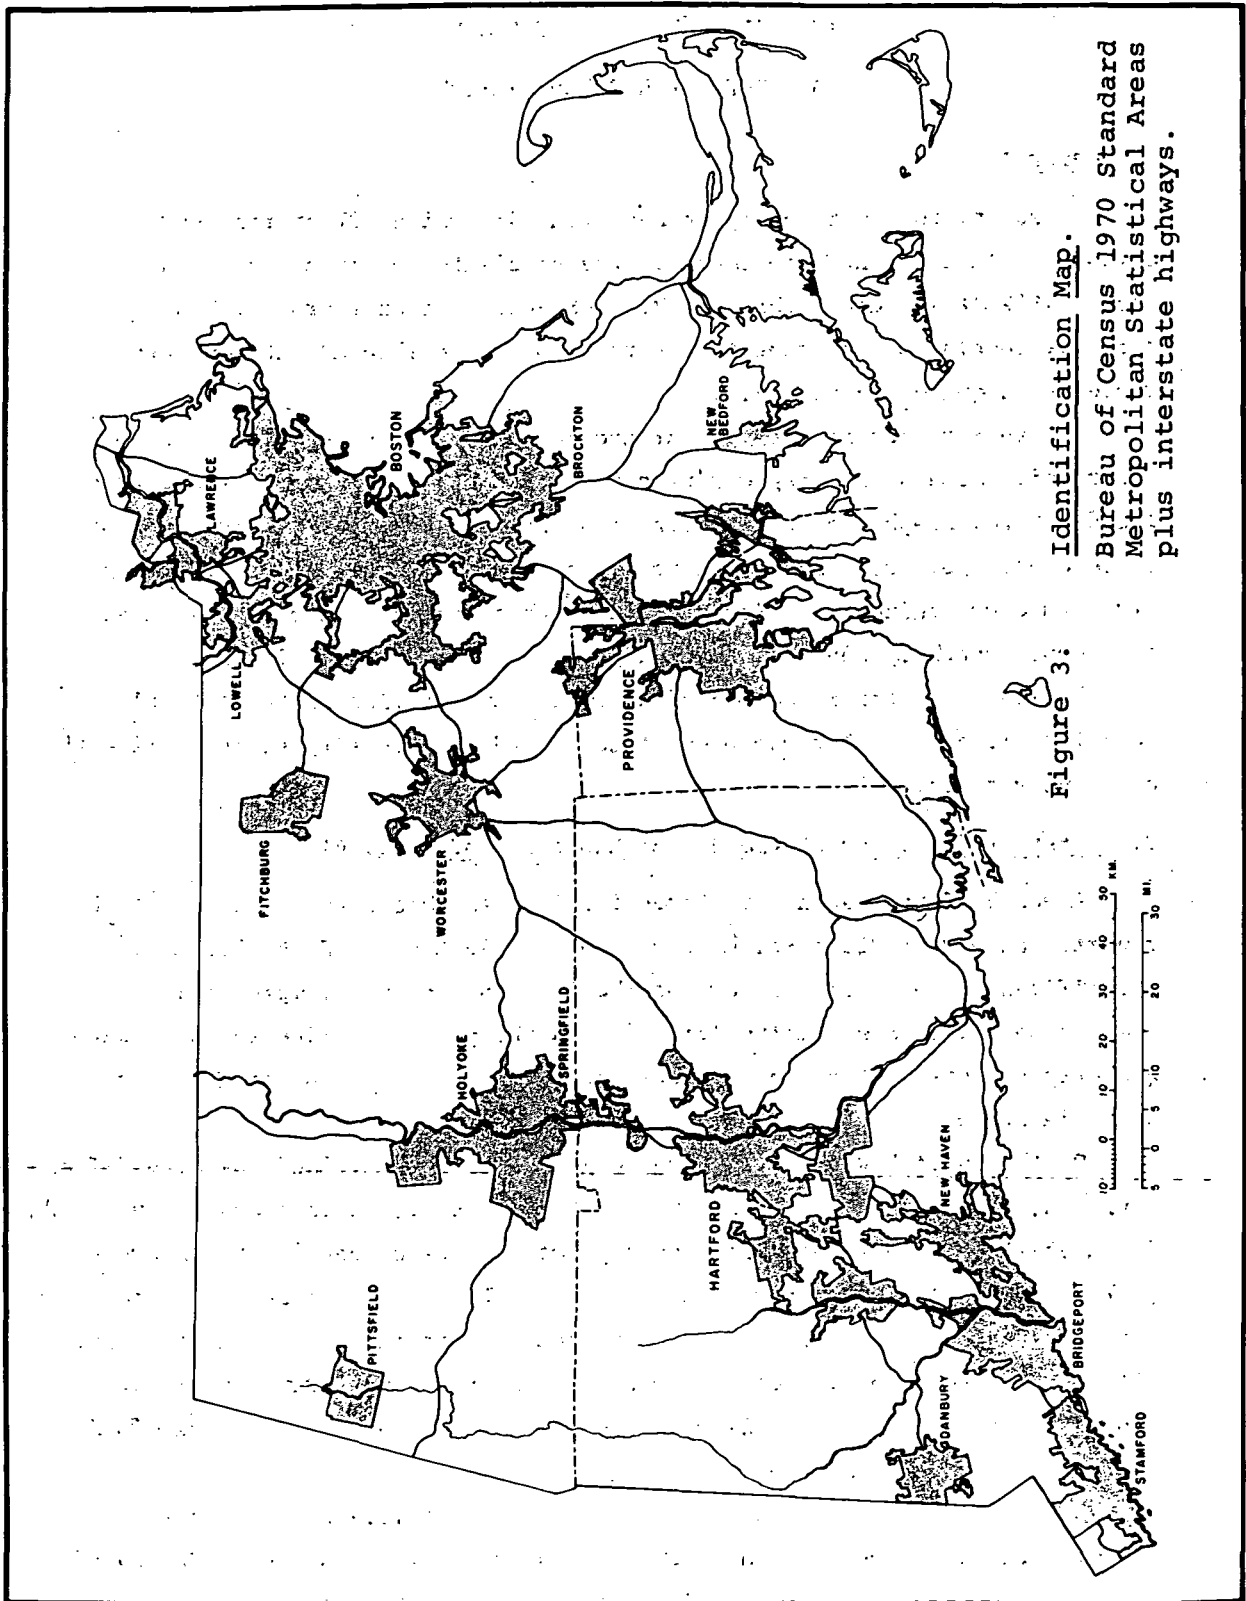 LAWRENCE
LOWELL
BOSTON
FITCHBURG
WORCESTER
BROCKTON
PITTSFIELD
HOLYOKE
SPRINGFIELD
PROVIDENCE
NEW
BEDFORD
HARTFORD
DANBURY
NEW HAVEN
BRIDGEPORT
STAMFORD
10 0 10 20 30 40 50 KM.
5 0 5 10 20 30 MI.
Figure 3. Identification Map.
Bureau of Census 1970 Standard
Metropolitan Statistical Areas
plus interstate highways.